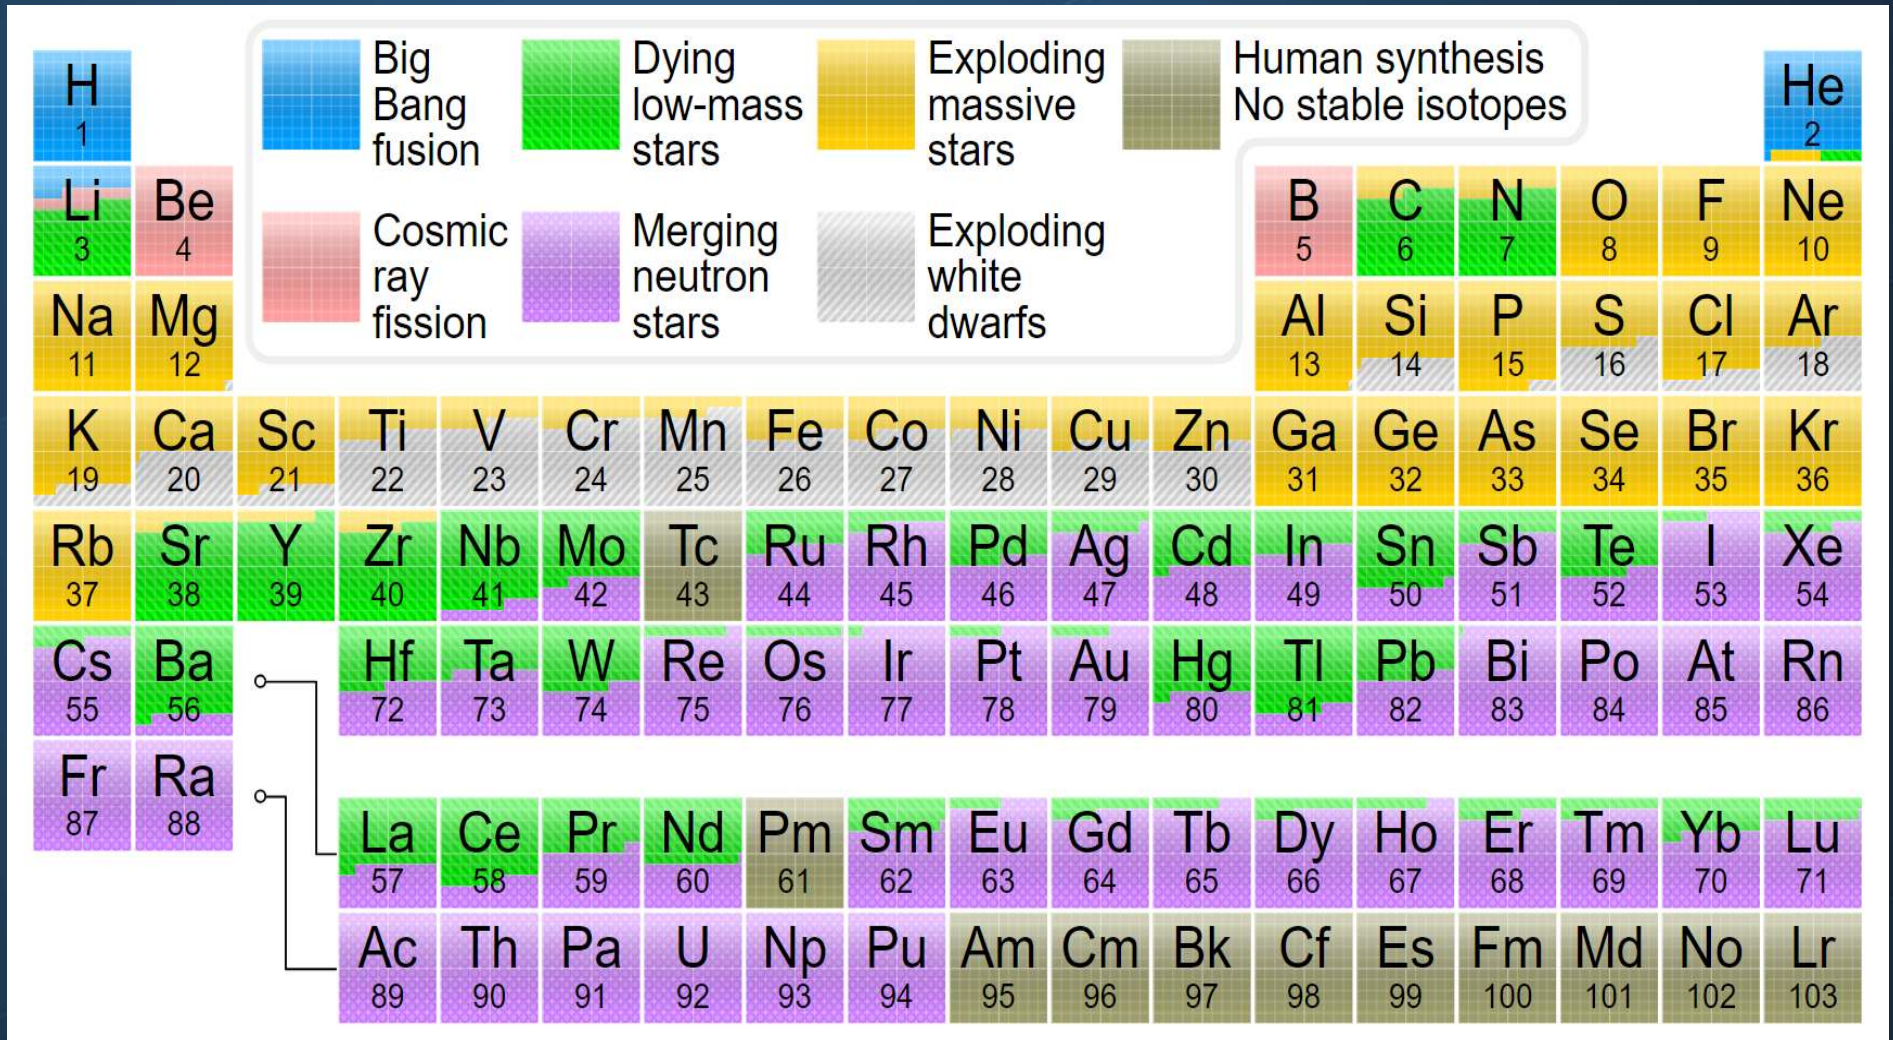 Big
Bang
fusion
Dying
low-mass
stars
Exploding
massive
stars
Human synthesis
No stable isotopes
Cosmic
ray
fission
Merging
neutron
stars
Exploding
white
dwarfs
H He
1 2
Li Be B C N O F Ne
3 4 5 6 7 8 9 10
Na Mg Al Si P S Cl Ar
11 12 13 14 15 16 17 18
K Ca Sc Ti V Cr Mn Fe Co Ni Cu Zn Ga Ge As Se Br Kr
19 20 21 22 23 24 25 26 27 28 29 30 31 32 33 34 35 36
Rb Sr Y Zr Nb Mo Tc Ru Rh Pd Ag Cd In Sn Sb Te I Xe
37 38 39 40 41 42 43 44 45 46 47 48 49 50 51 52 53 54
Cs Ba Hf Ta W Re Os Ir Pt Au Hg Tl Pb Bi Po At Rn
55 56 72 73 74 75 76 77 78 79 80 81 82 83 84 85 86
Fr Ra
87 88
La Ce Pr Nd Pm Sm Eu Gd Tb Dy Ho Er Tm Yb Lu
57 58 59 60 61 62 63 64 65 66 67 68 69 70 71
Ac Th Pa U Np Pu Am Cm Bk Cf Es Fm Md No Lr
89 90 91 92 93 94 95 96 97 98 99 100 101 102 103